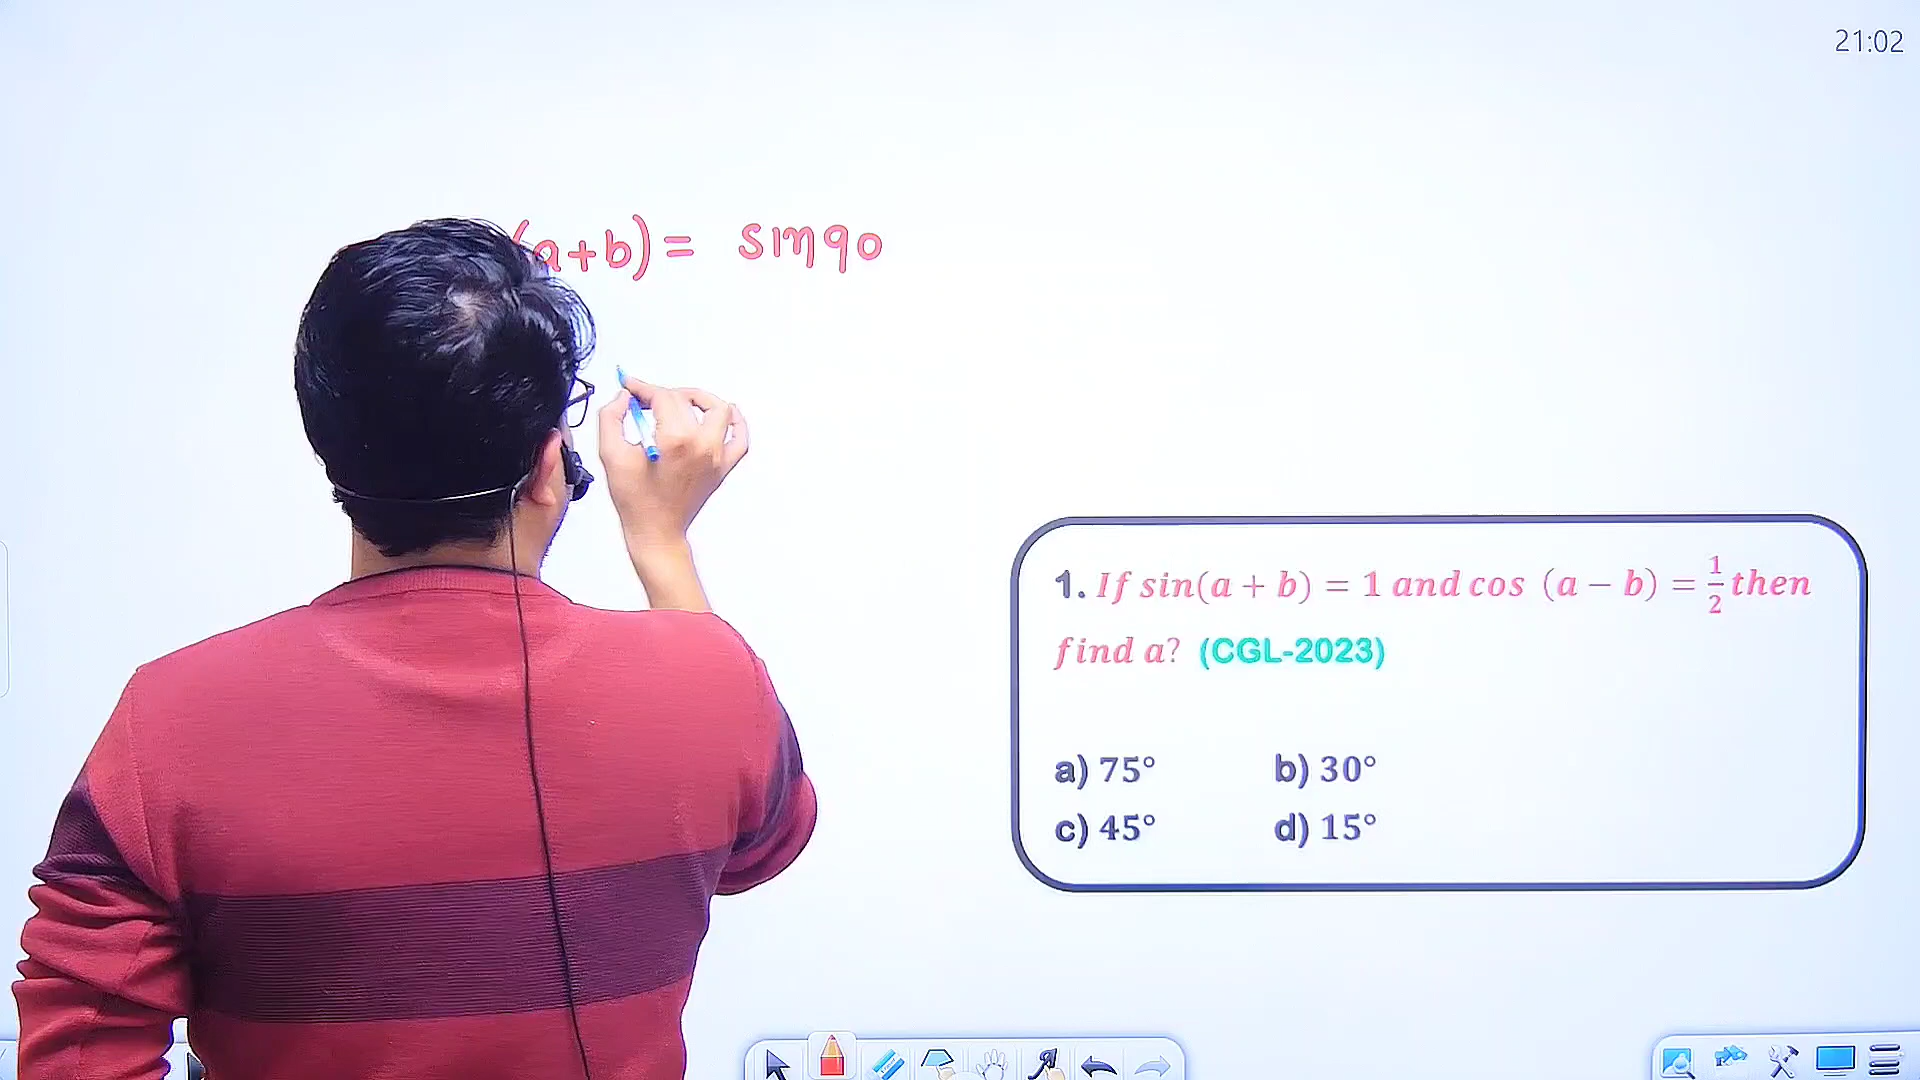 21:02
(a+b) = sin90
1. If sin(a + b) = 1 and cos (a − b) = 1/2 then
find a? (CGL-2023)
a) 75° b) 30°
c) 45° d) 15°